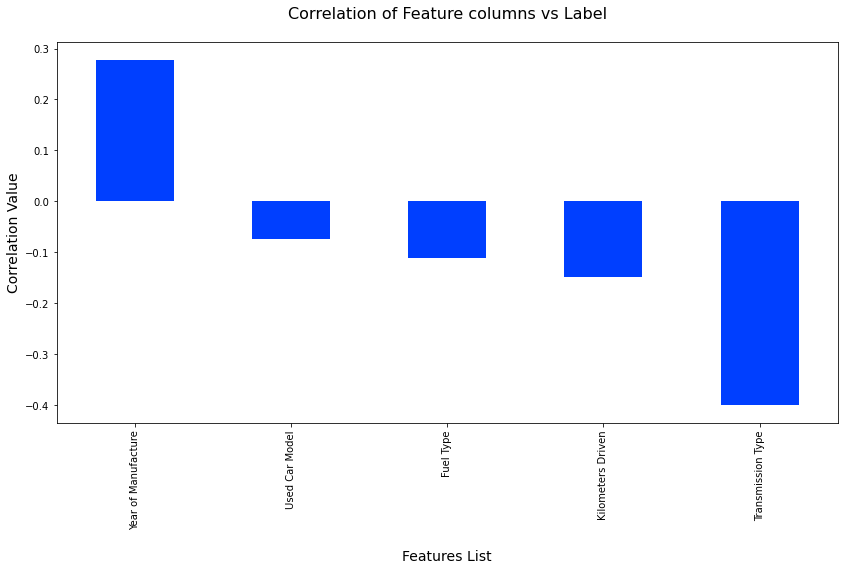 Correlation of Feature columns vs Label
Correlation Value
0.3
0.2
0.1
0.0
−0.1
−0.2
−0.3
−0.4
Year of Manufacture
Used Car Model
Fuel Type
Kilometers Driven
Transmission Type
Features List